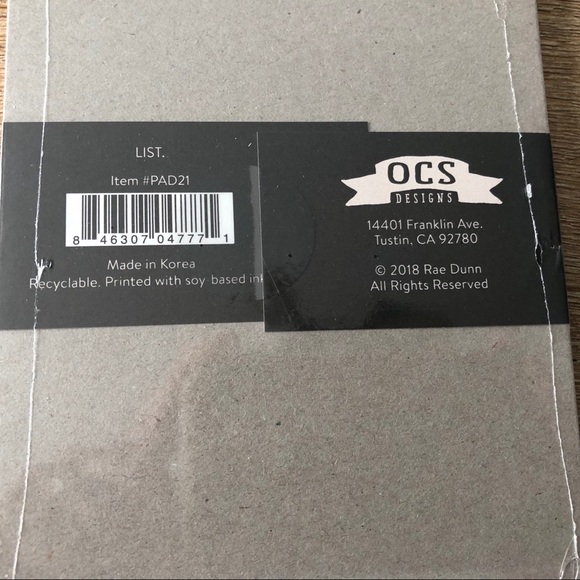 LIST.
Item #PAD21
8 46307 04777 1
Made in Korea
Recyclable. Printed with soy based ink
OCS
DESIGNS
14401 Franklin Ave.
Tustin, CA 92780
© 2018 Rae Dunn
All Rights Reserved